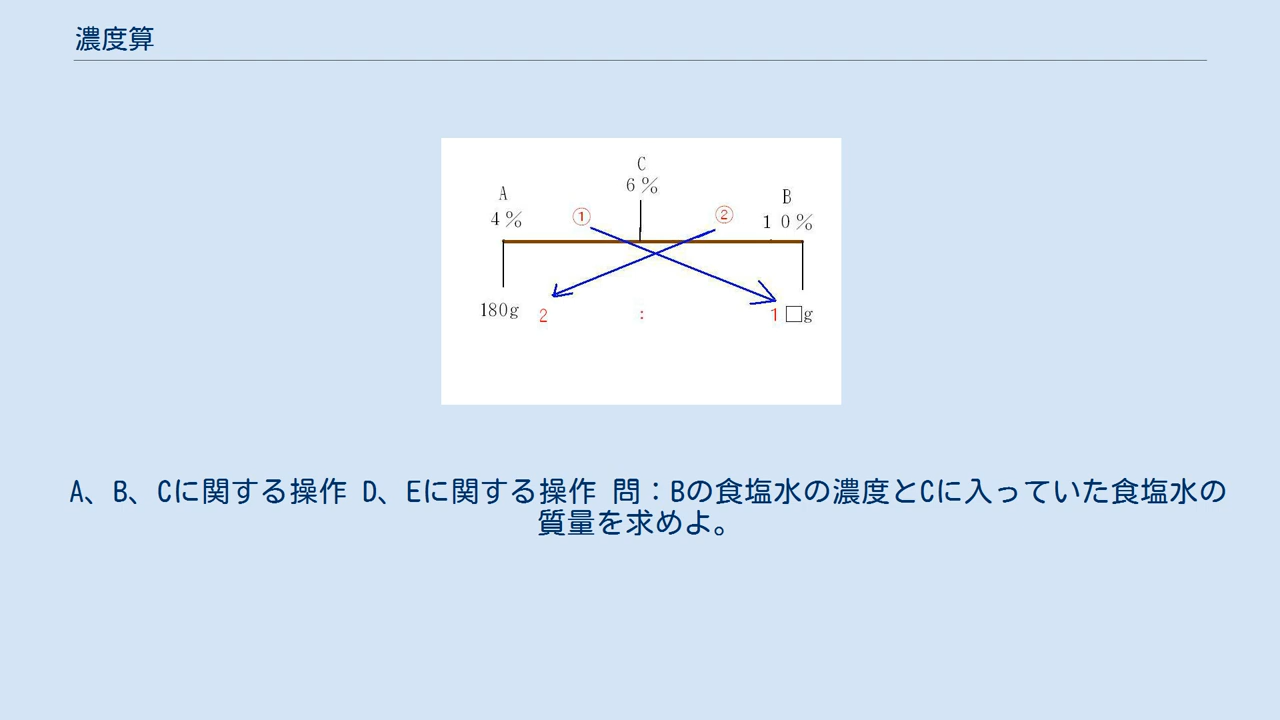 濃度算
C
6%
A
B
4%
①
②
10%
180g
2
:
1
□g
A、B、Cに関する操作 D、Eに関する操作 問：Bの食塩水の濃度とCに入っていた食塩水の
質量を求めよ。